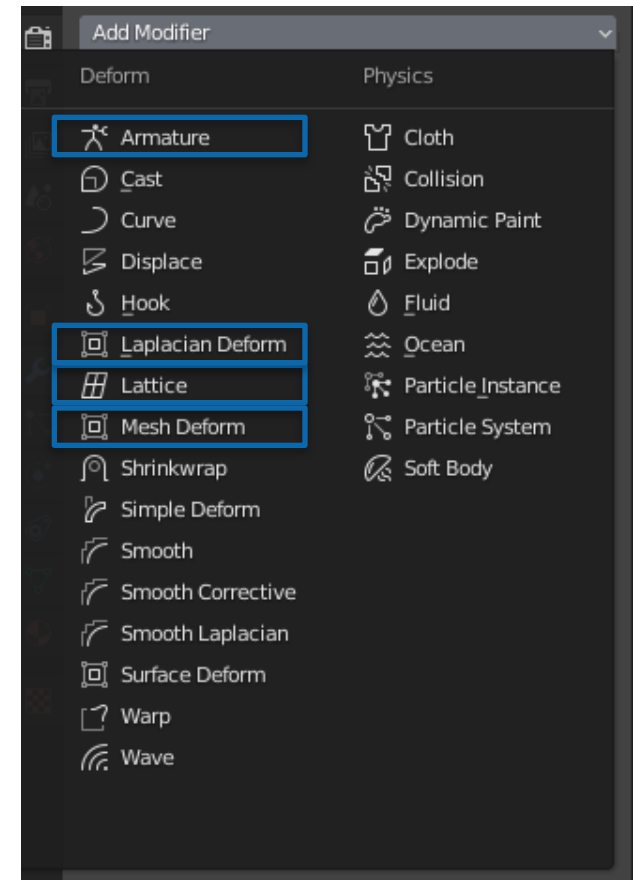 Add Modifier
Deform
Armature
Cast
Curve
Displace
Hook
Laplacian Deform
Lattice
Mesh Deform
Shrinkwrap
Simple Deform
Smooth
Smooth Corrective
Smooth Laplacian
Surface Deform
Warp
Wave
Physics
Cloth
Collision
Dynamic Paint
Explode
Fluid
Ocean
Particle Instance
Particle System
Soft Body